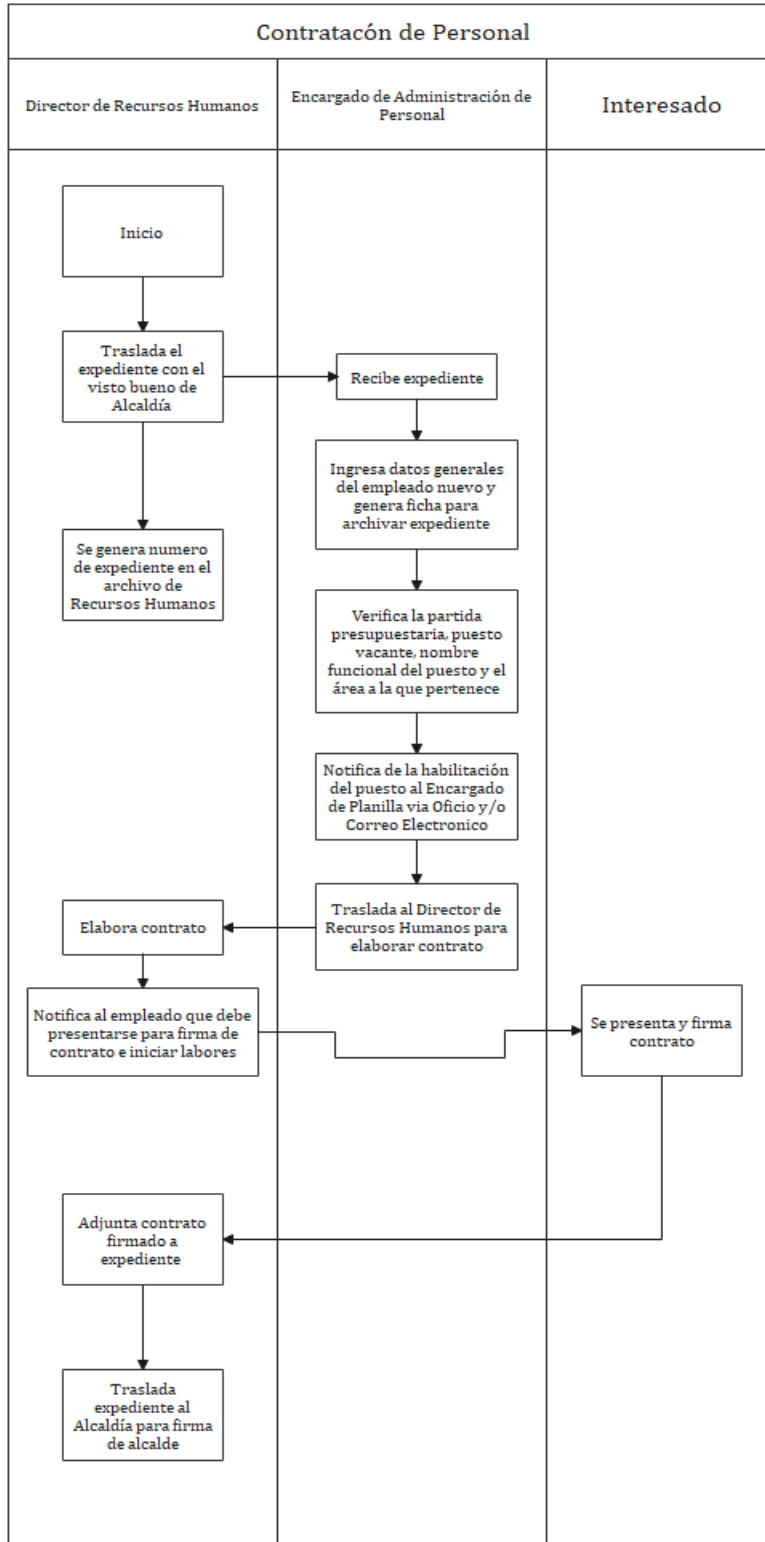 Contratacón de Personal
Director de Recursos Humanos
Encargado de Administración de
Personal
Interesado
Inicio
Traslada el
expediente con el
visto bueno de
Alcaldía
Recibe expediente
Ingresa datos generales
del empleado nuevo y
genera ficha para
archivar expediente
Se genera numero
de expediente en el
archivo de
Recursos Humanos
Verifica la partida
presupuestaria, puesto
vacante, nombre
funcional del puesto y el
área a la que pertenece
Notifica de la habilitación
del puesto al Encargado
de Planilla via Oficio y/o
Correo Electronico
Traslada al Director de
Recursos Humanos para
elaborar contrato
Elabora contrato
Notifica al empleado que debe
presentarse para firma de
contrato e iniciar labores
Se presenta y firma
contrato
Adjunta contrato
firmado a
expediente
Traslada
expediente al
Alcaldía para firma
de alcalde